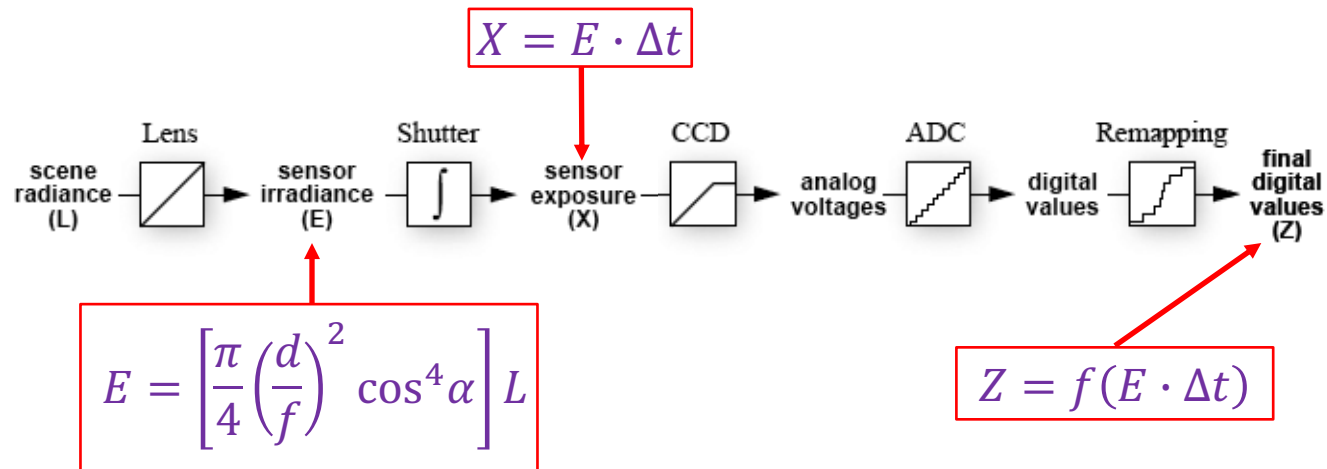 X = E · Δt
Lens
Shutter
CCD
ADC
Remapping
scene
radiance
(L)
sensor
irradiance
(E)
∫
sensor
exposure
(X)
analog
voltages
digital
values
final
digital
values
(Z)
E = [π/4 (d/f)² cos⁴α] L
Z = f(E · Δt)